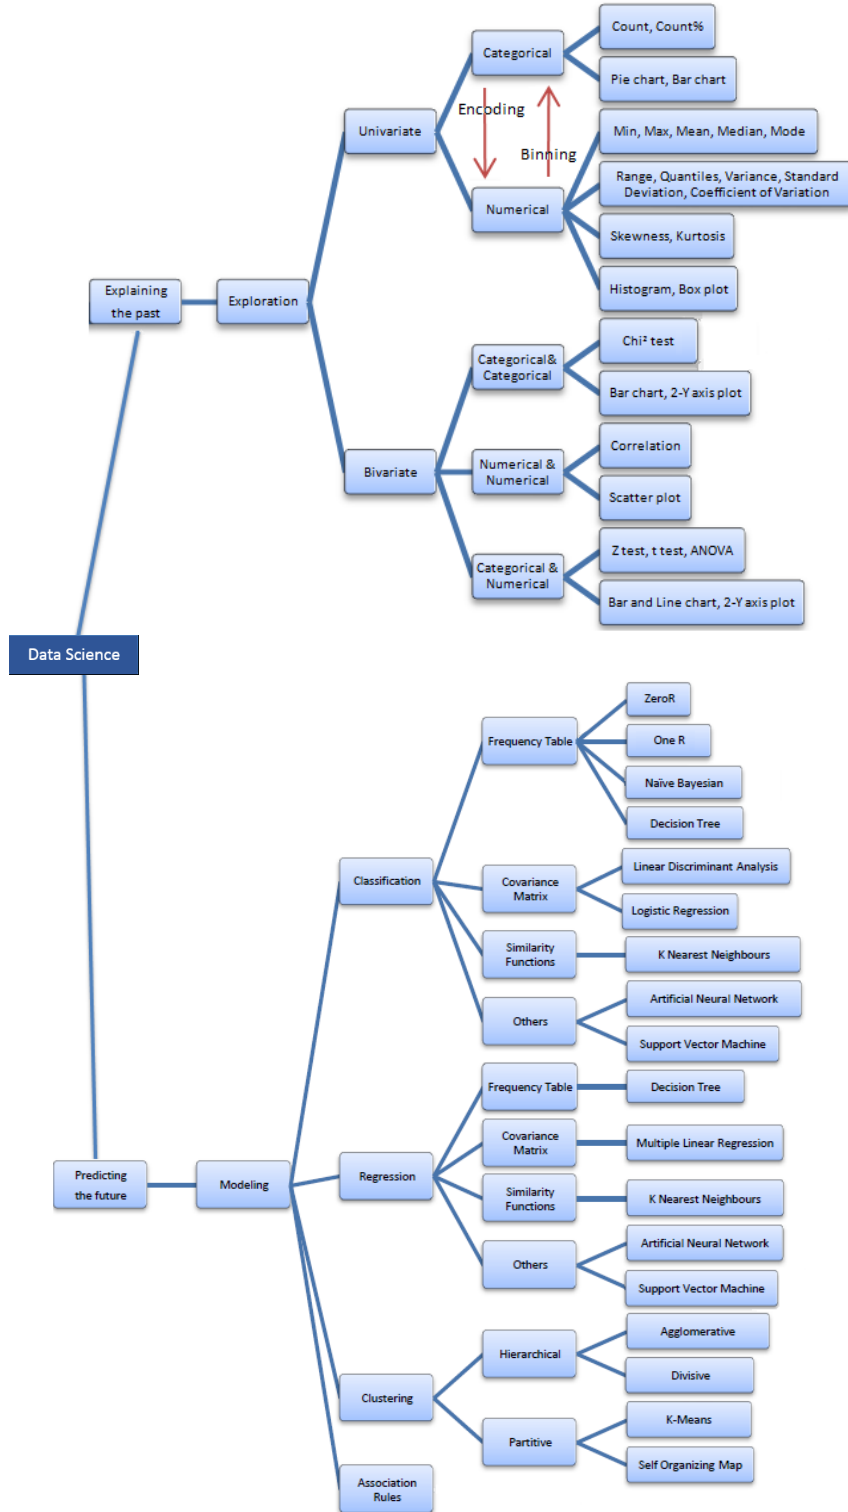 Count, Count%
Categorical
Pie chart, Bar chart
Encoding
Univariate
Min, Max, Mean, Median, Mode
Binning
Range, Quantiles, Variance, Standard
Deviation, Coefficient of Variation
Numerical
Skewness, Kurtosis
Explaining
the past
Exploration
Histogram, Box plot
Chi² test
Categorical&
Categorical
Bar chart, 2-Y axis plot
Correlation
Bivariate
Numerical &
Numerical
Scatter plot
Z test, t test, ANOVA
Categorical &
Numerical
Bar and Line chart, 2-Y axis plot
Data Science
ZeroR
Frequency Table
One R
Naïve Bayesian
Decision Tree
Linear Discriminant Analysis
Classification
Covariance
Matrix
Logistic Regression
Similarity
Functions
K Nearest Neighbours
Artificial Neural Network
Others
Support Vector Machine
Frequency Table
Decision Tree
Covariance
Matrix
Multiple Linear Regression
Predicting
the future
Modeling
Regression
Similarity
Functions
K Nearest Neighbours
Artificial Neural Network
Others
Support Vector Machine
Agglomerative
Hierarchical
Divisive
Clustering
K-Means
Partitive
Self Organizing Map
Association
Rules